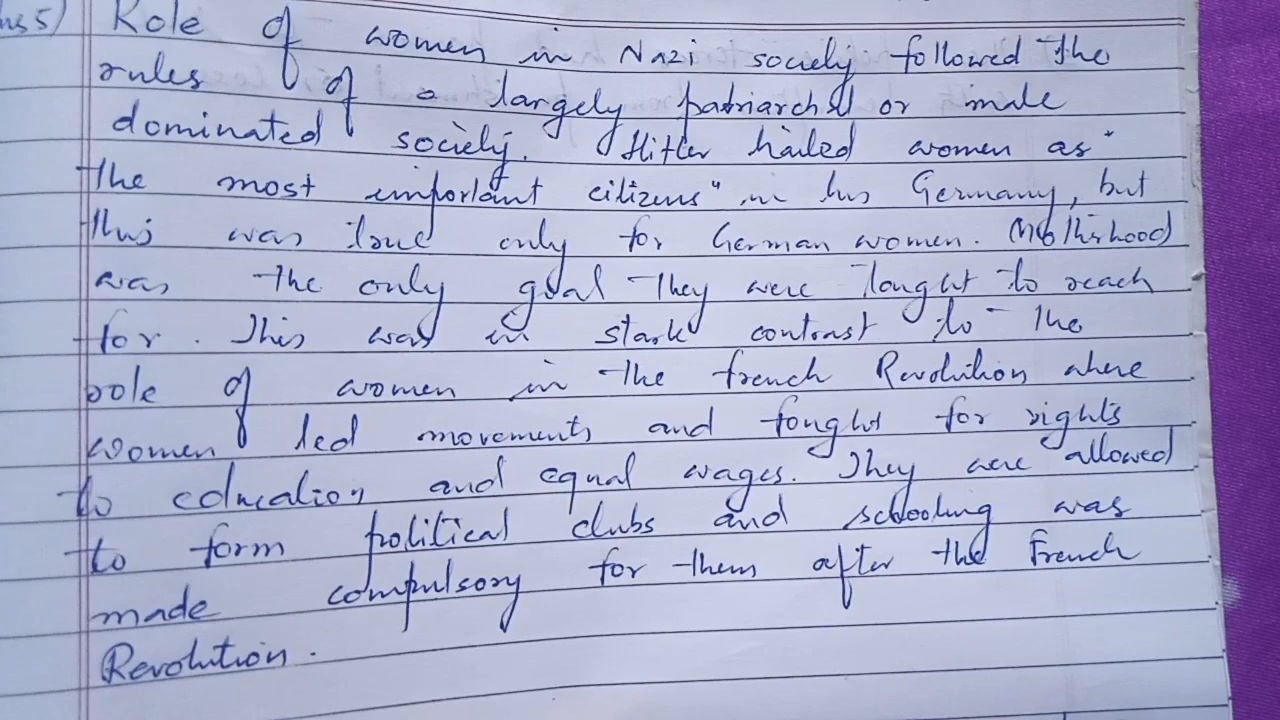 ns 5) Role of women in Nazi society followed the
rules of a largely patriarchal or male
dominated society. Hitler hailed women as "
the most important citizens" in his Germany, but
this was true only for German women. Motherhood
was the only goal they were taught to reach
for. This was in stark contrast to the
role of women in the French Revolution where
women led movements and fought for rights
to education and equal wages. They were allowed
to form political clubs and schooling was
made compulsory for them after the French
Revolution.